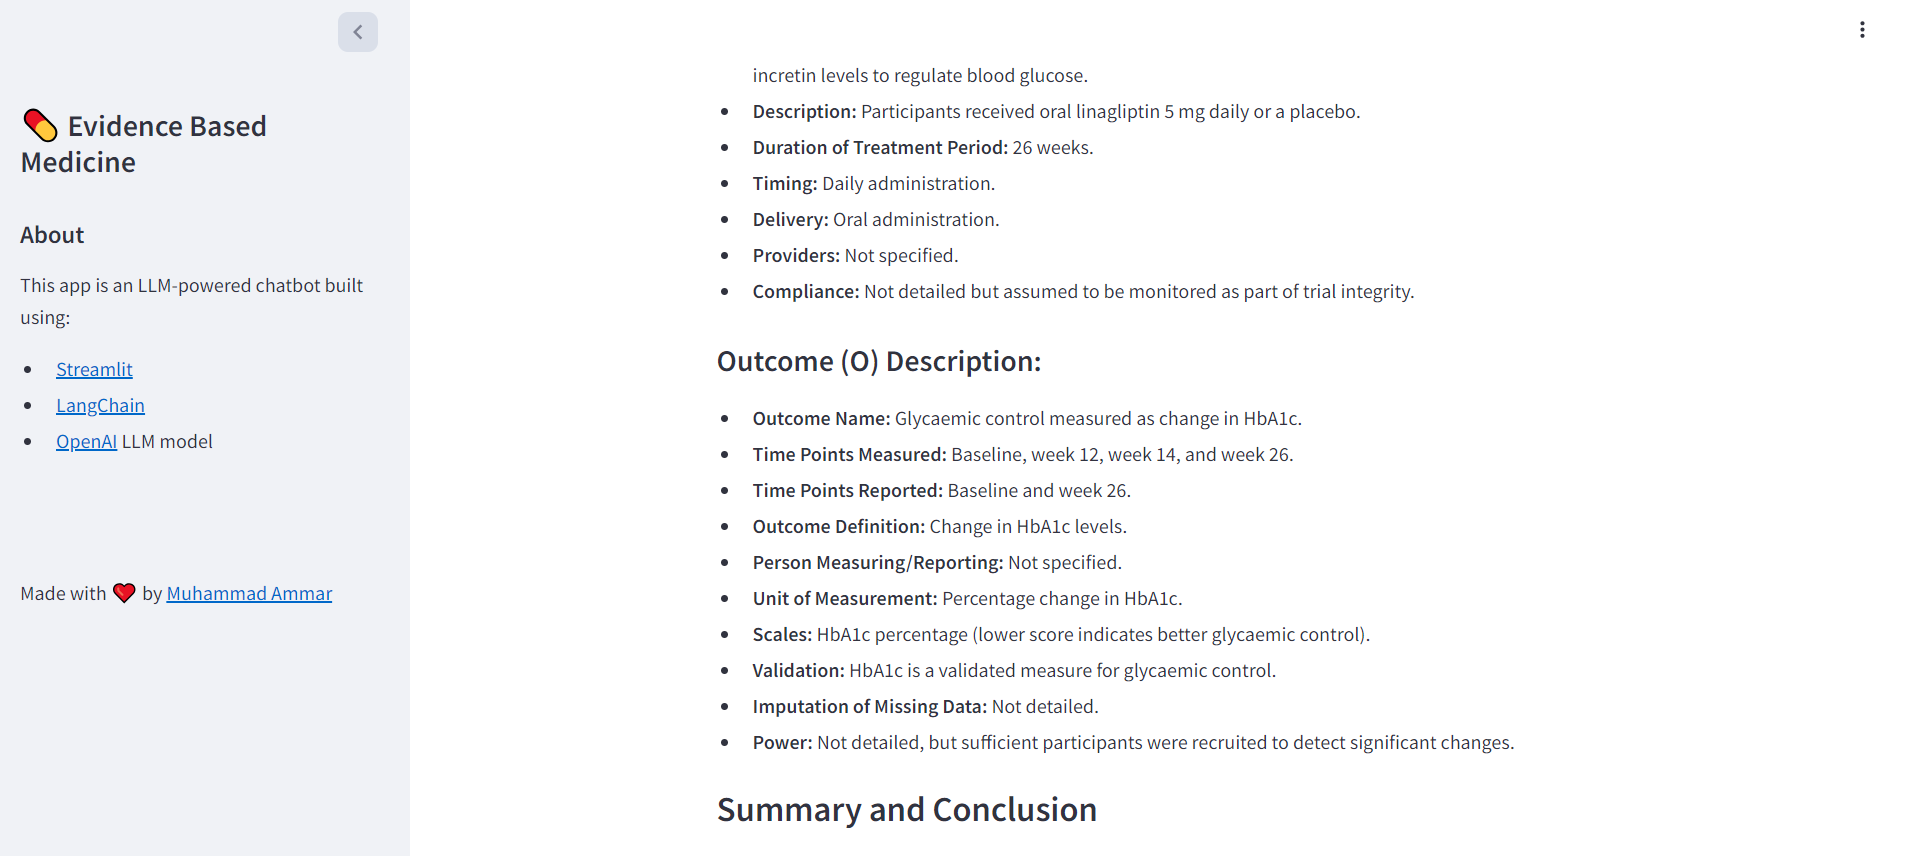 Evidence Based
Medicine
About
This app is an LLM-powered chatbot built
using:
Streamlit
LangChain
OpenAI LLM model
Made with ❤️ by Muhammad Ammar
incretin levels to regulate blood glucose.
Description: Participants received oral linagliptin 5 mg daily or a placebo.
Duration of Treatment Period: 26 weeks.
Timing: Daily administration.
Delivery: Oral administration.
Providers: Not specified.
Compliance: Not detailed but assumed to be monitored as part of trial integrity.
Outcome (O) Description:
Outcome Name: Glycaemic control measured as change in HbA1c.
Time Points Measured: Baseline, week 12, week 14, and week 26.
Time Points Reported: Baseline and week 26.
Outcome Definition: Change in HbA1c levels.
Person Measuring/Reporting: Not specified.
Unit of Measurement: Percentage change in HbA1c.
Scales: HbA1c percentage (lower score indicates better glycaemic control).
Validation: HbA1c is a validated measure for glycaemic control.
Imputation of Missing Data: Not detailed.
Power: Not detailed, but sufficient participants were recruited to detect significant changes.
Summary and Conclusion